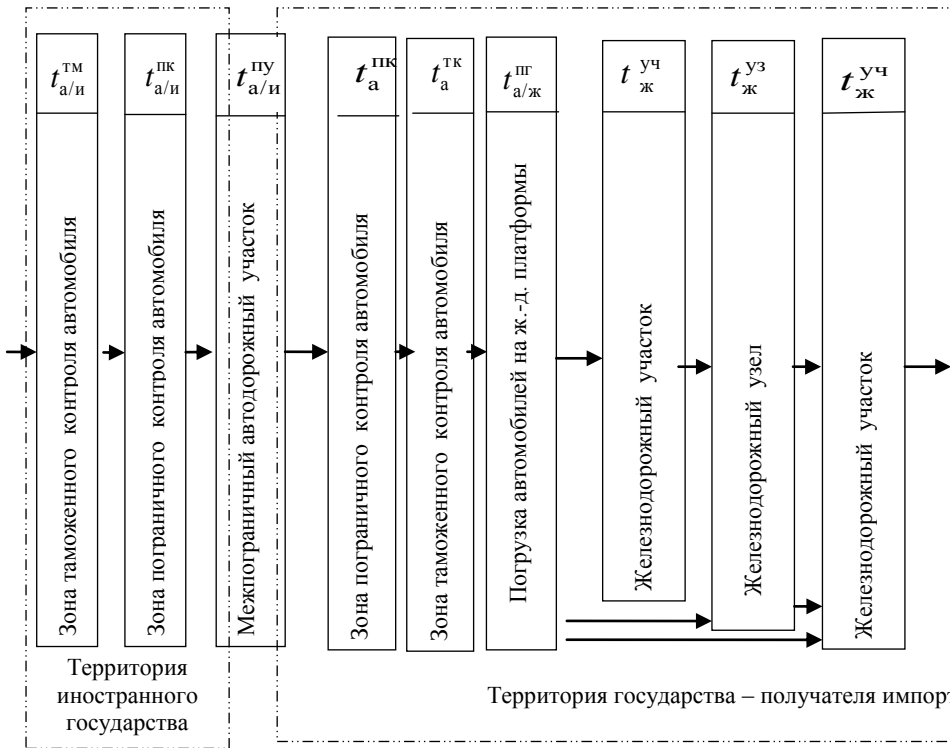 t а/и тм
t а/и пк
t а/и пу
t а пк
t а тк
t а/ж пг
t ж уч
t ж уз
t ж уч
Зона таможенного контроля автомобиля
Зона пограничного контроля автомобиля
Межпограничный автодорожный участок
Зона пограничного контроля автомобиля
Зона таможенного контроля автомобиля
Погрузка автомобилей на ж.-д. платформы
Железнодорожный участок
Железнодорожный узел
Железнодорожный участок
Территория
иностранного
государства
Территория государства – получателя импор